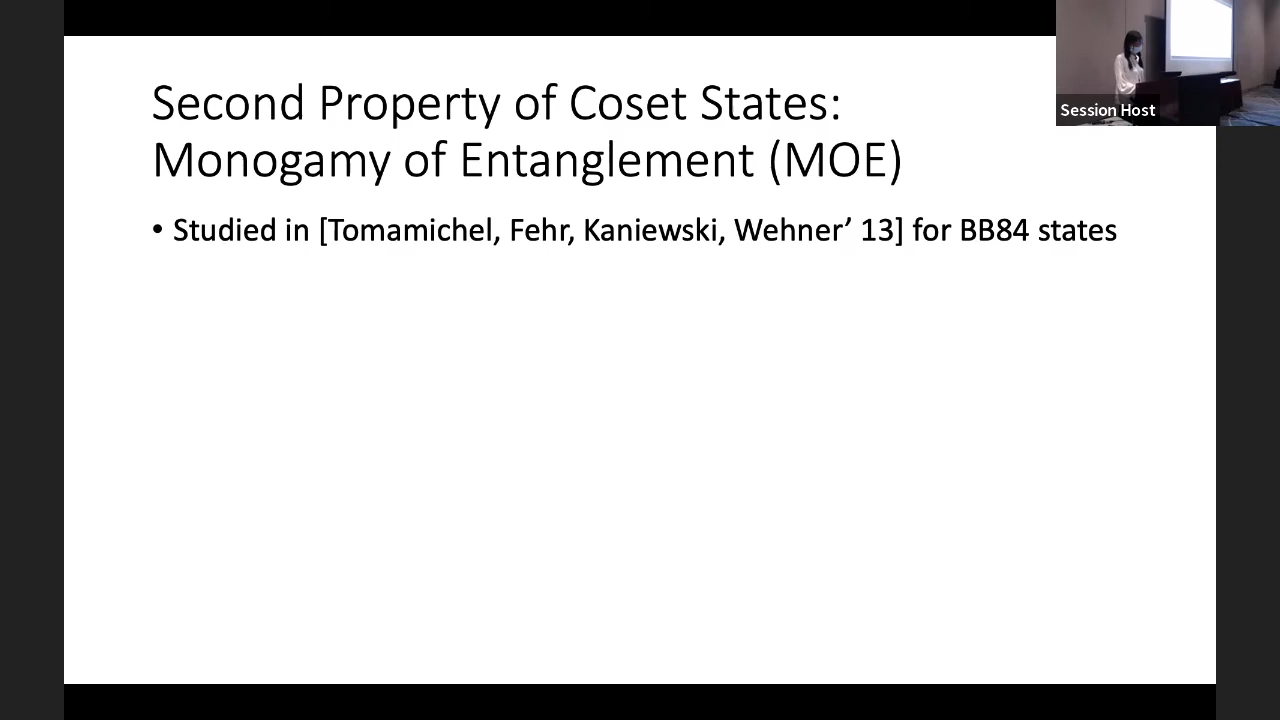 Second Property of Coset States:
Monogamy of Entanglement (MOE)
• Studied in [Tomamichel, Fehr, Kaniewski, Wehner’ 13] for BB84 states
Session Host